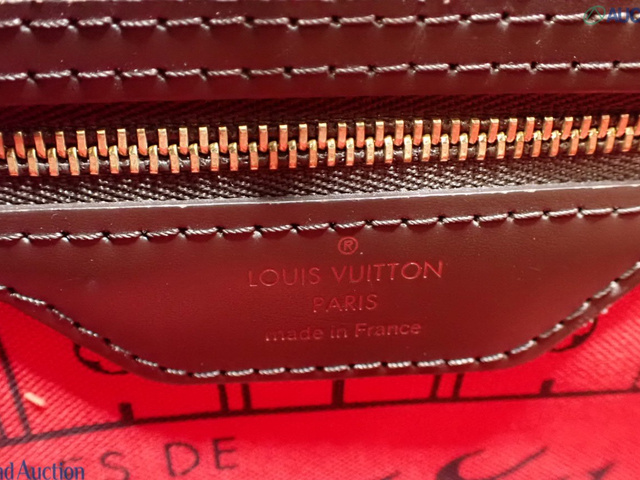 ®
LOUIS VUITTON
PARIS
made in France
ES DE
nd Auction